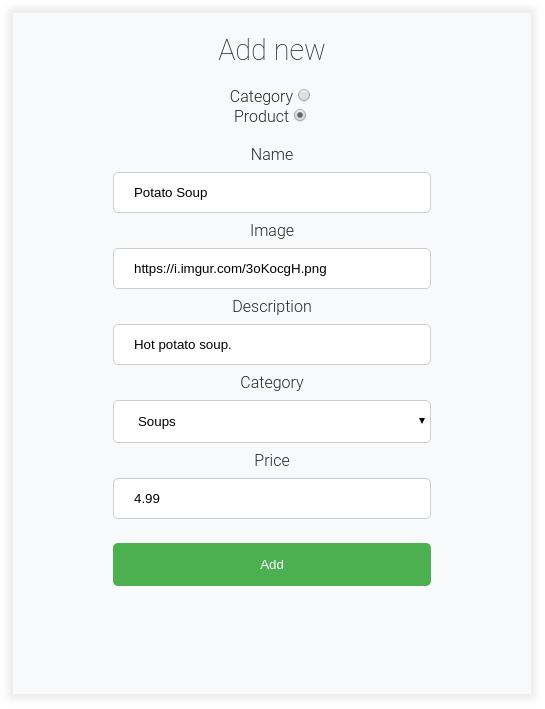 Add new
Category
Product
Name
Potato Soup
Image
https://i.imgur.com/3oKocgH.png
Description
Hot potato soup.
Category
Soups
Price
4.99
Add